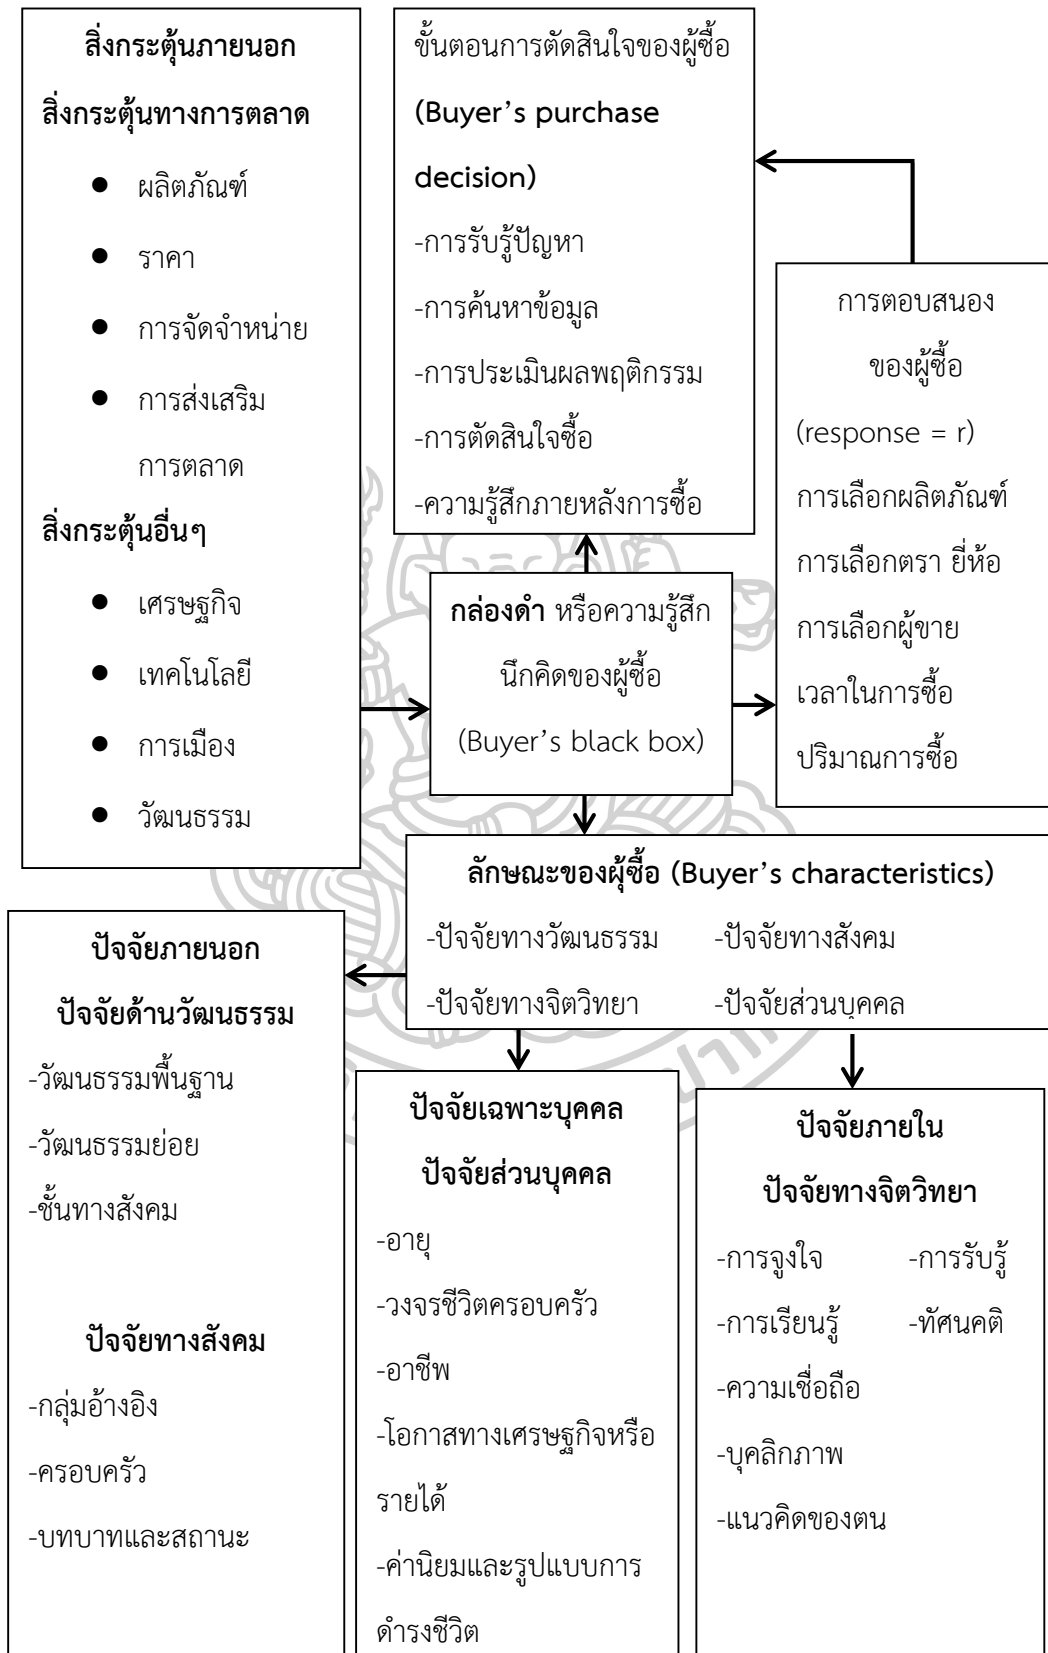 สิ่งกระตุ้นภายนอก
สิ่งกระตุ้นทางการตลาด
● ผลิตภัณฑ์
● ราคา
● การจัดจำหน่าย
● การส่งเสริม
การตลาด
สิ่งกระตุ้นอื่นๆ
● เศรษฐกิจ
● เทคโนโลยี
● การเมือง
● วัฒนธรรม
ขั้นตอนการตัดสินใจของผู้ซื้อ
(Buyer's purchase
decision)
-การรับรู้ปัญหา
-การค้นหาข้อมูล
-การประเมินผลพฤติกรรม
-การตัดสินใจซื้อ
-ความรู้สึกภายหลังการซื้อ
กล่องดำ หรือความรู้สึก
นึกคิดของผู้ซื้อ
(Buyer's black box)
การตอบสนอง
ของผู้ซื้อ
(response = r)
การเลือกผลิตภัณฑ์
การเลือกตรา ยี่ห้อ
การเลือกผู้ขาย
เวลาในการซื้อ
ปริมาณการซื้อ
ลักษณะของผุ้ซื้อ (Buyer's characteristics)
-ปัจจัยทางวัฒนธรรม -ปัจจัยทางสังคม
-ปัจจัยทางจิตวิทยา -ปัจจัยส่วนบุคคล
ปัจจัยภายนอก
ปัจจัยด้านวัฒนธรรม
-วัฒนธรรมพื้นฐาน
-วัฒนธรรมย่อย
-ชั้นทางสังคม
ปัจจัยทางสังคม
-กลุ่มอ้างอิง
-ครอบครัว
-บทบาทและสถานะ
ปัจจัยเฉพาะบุคคล
ปัจจัยส่วนบุคคล
-อายุ
-วงจรชีวิตครอบครัว
-อาชีพ
-โอกาสทางเศรษฐกิจหรือ
รายได้
-ค่านิยมและรูปแบบการ
ดำรงชีวิต
ปัจจัยภายใน
ปัจจัยทางจิตวิทยา
-การจูงใจ -การรับรู้
-การเรียนรู้ -ทัศนคติ
-ความเชื่อถือ
-บุคลิกภาพ
-แนวคิดของตน